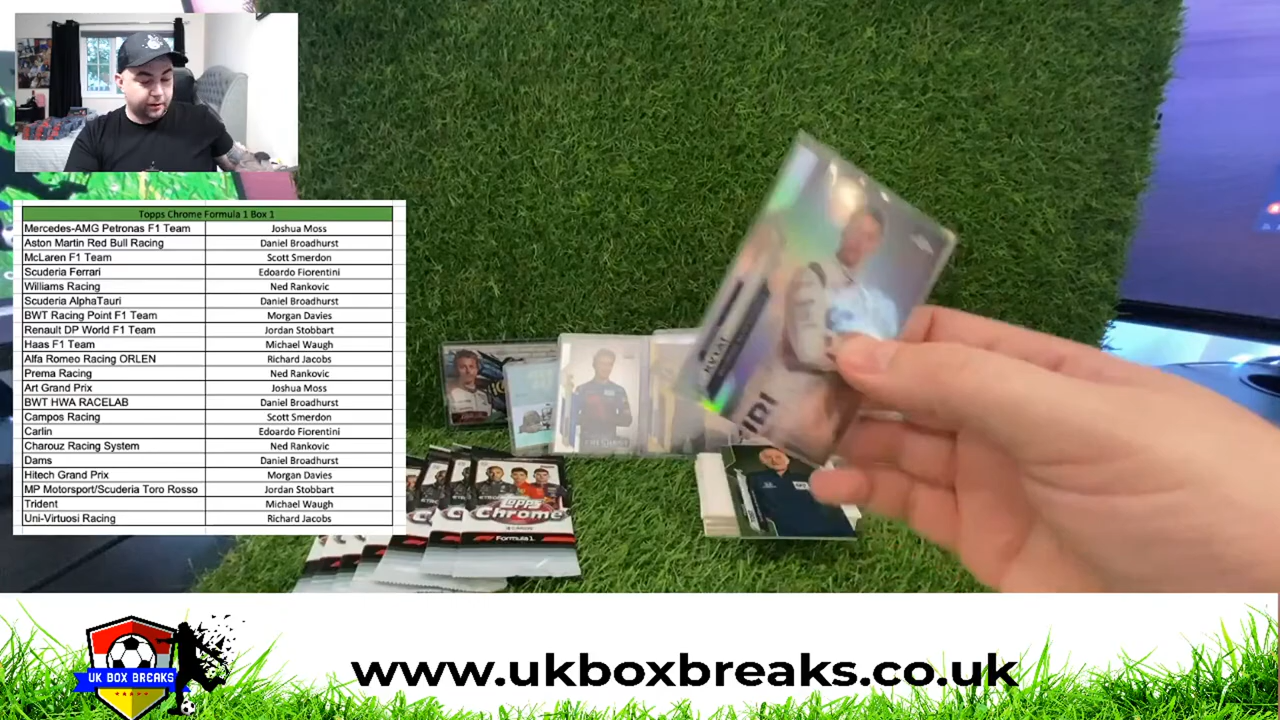 Topps Chrome Formula 1 Box 1
Mercedes-AMG Petronas F1 Team Joshua Moss
Aston Martin Red Bull Racing Daniel Broadhurst
McLaren F1 Team Scott Smerdon
Scuderia Ferrari Edoardo Fiorentini
Williams Racing Ned Rankovic
Scuderia AlphaTauri Daniel Broadhurst
BWT Racing Point F1 Team Morgan Davies
Renault DP World F1 Team Jordan Stobbart
Haas F1 Team Michael Waugh
Alfa Romeo Racing ORLEN Richard Jacobs
Prema Racing Ned Rankovic
Art Grand Prix Joshua Moss
BWT HWA RACELAB Daniel Broadhurst
Campos Racing Scott Smerdon
Carlin Edoardo Fiorentini
Charouz Racing System Ned Rankovic
Dams Daniel Broadhurst
Hitech Grand Prix Morgan Davies
MP Motorsport/Scuderia Toro Rosso Jordan Stobbart
Trident Michael Waugh
Uni-Virtuosi Racing Richard Jacobs
KVYAT
Topps
Chrome
Formula 1
UK BOX BREAKS
www.ukboxbreaks.co.uk